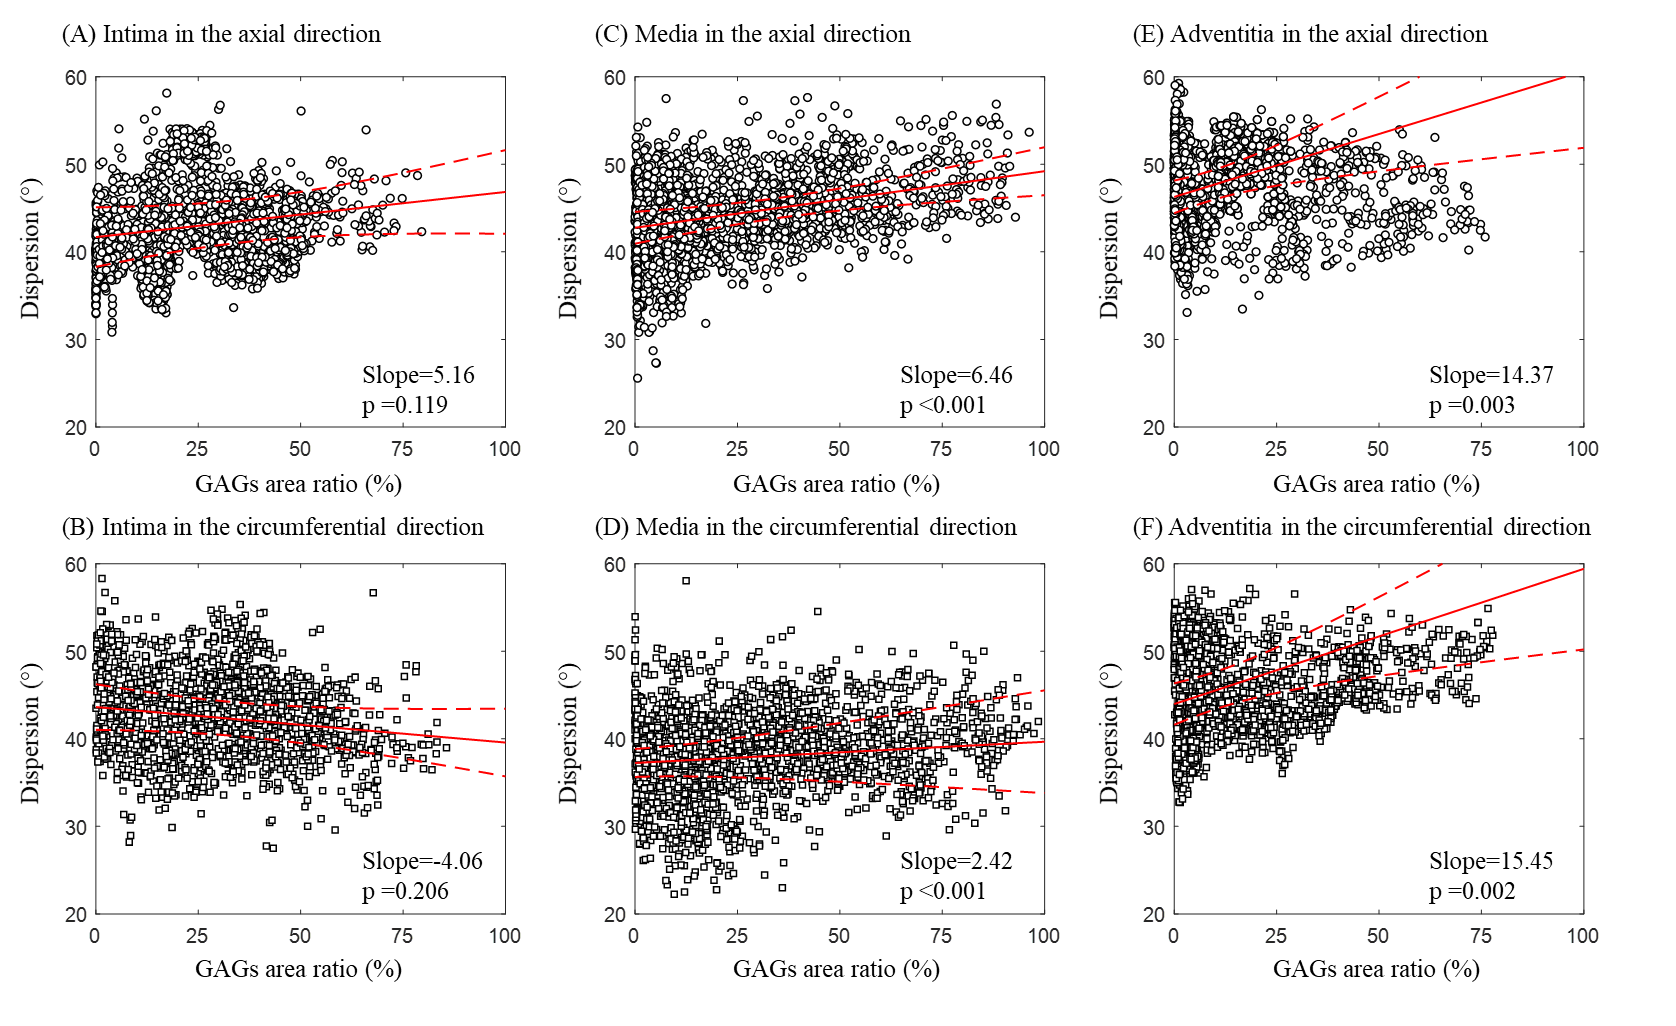 (A) Intima in the axial direction
60
50
40
30
20
Dispersion (°)
Slope=5.16
p =0.119
0 25 50 75 100
GAGs area ratio (%)
(C) Media in the axial direction
60
50
40
30
20
Dispersion (°)
Slope=6.46
p <0.001
0 25 50 75 100
GAGs area ratio (%)
(E) Adventitia in the axial direction
60
50
40
30
20
Dispersion (°)
Slope=14.37
p =0.003
0 25 50 75 100
GAGs area ratio (%)
(B) Intima in the circumferential direction
60
50
40
30
20
Dispersion (°)
Slope=-4.06
p =0.206
0 25 50 75 100
GAGs area ratio (%)
(D) Media in the circumferential direction
60
50
40
30
20
Dispersion (°)
Slope=2.42
p <0.001
0 25 50 75 100
GAGs area ratio (%)
(F) Adventitia in the circumferential direction
60
50
40
30
20
Dispersion (°)
Slope=15.45
p =0.002
0 25 50 75 100
GAGs area ratio (%)